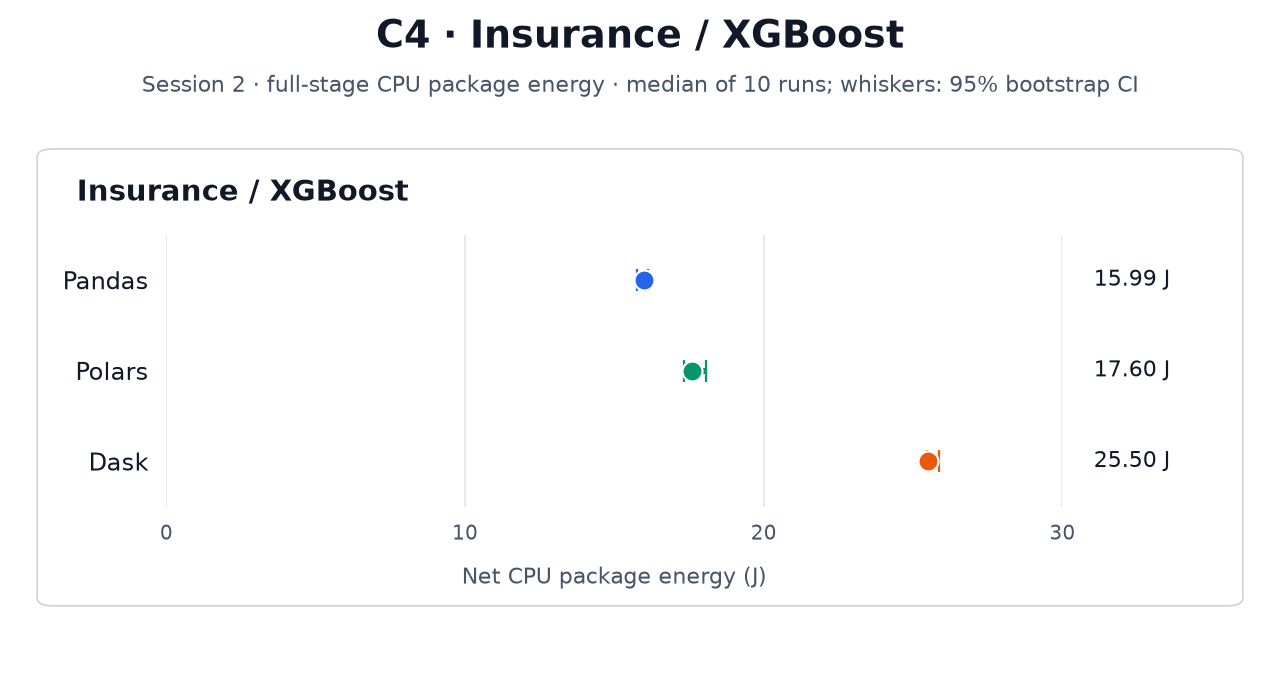 C4 · Insurance / XGBoost
Session 2 · full-stage CPU package energy · median of 10 runs; whiskers: 95% bootstrap CI
Insurance / XGBoost
Pandas 15.99 J
Polars 17.60 J
Dask 25.50 J
0 10 20 30
Net CPU package energy (J)